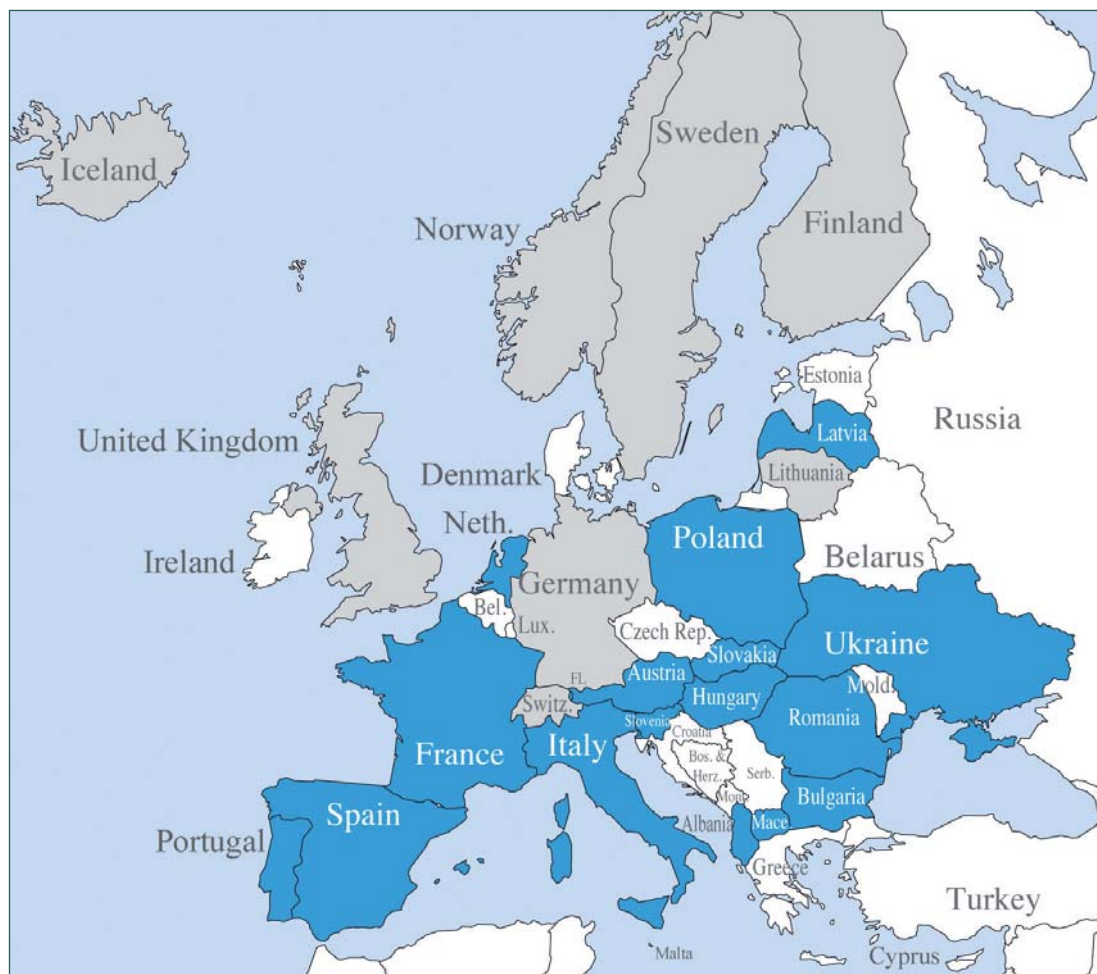 Iceland
Sweden
Norway
Finland
Estonia
Russia
United Kingdom
Latvia
Denmark
Lithuania
Neth.
Poland
Ireland
Germany
Belarus
Bel.
Lux.
Czech Rep.
Ukraine
Slovakia
FL
Austria
Switz.
Hungary
Mold.
Romania
Slovenia
Croatia
France
Italy
Bos. &
Herz.
Serb.
Mont.
Bulgaria
Spain
Portugal
Albania
Mace
Greece
Turkey
Malta
Cyprus